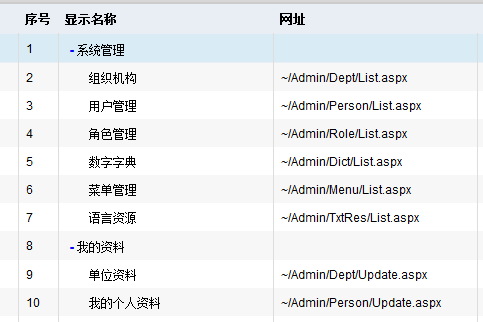 序号 显示名称 网址
1 -系统管理
2 组织机构 ~/Admin/Dept/List.aspx
3 用户管理 ~/Admin/Person/List.aspx
4 角色管理 ~/Admin/Role/List.aspx
5 数字字典 ~/Admin/Dict/List.aspx
6 菜单管理 ~/Admin/Menu/List.aspx
7 语言资源 ~/Admin/TxtRes/List.aspx
8 -我的资料
9 单位资料 ~/Admin/Dept/Update.aspx
10 我的个人资料 ~/Admin/Person/Update.aspx